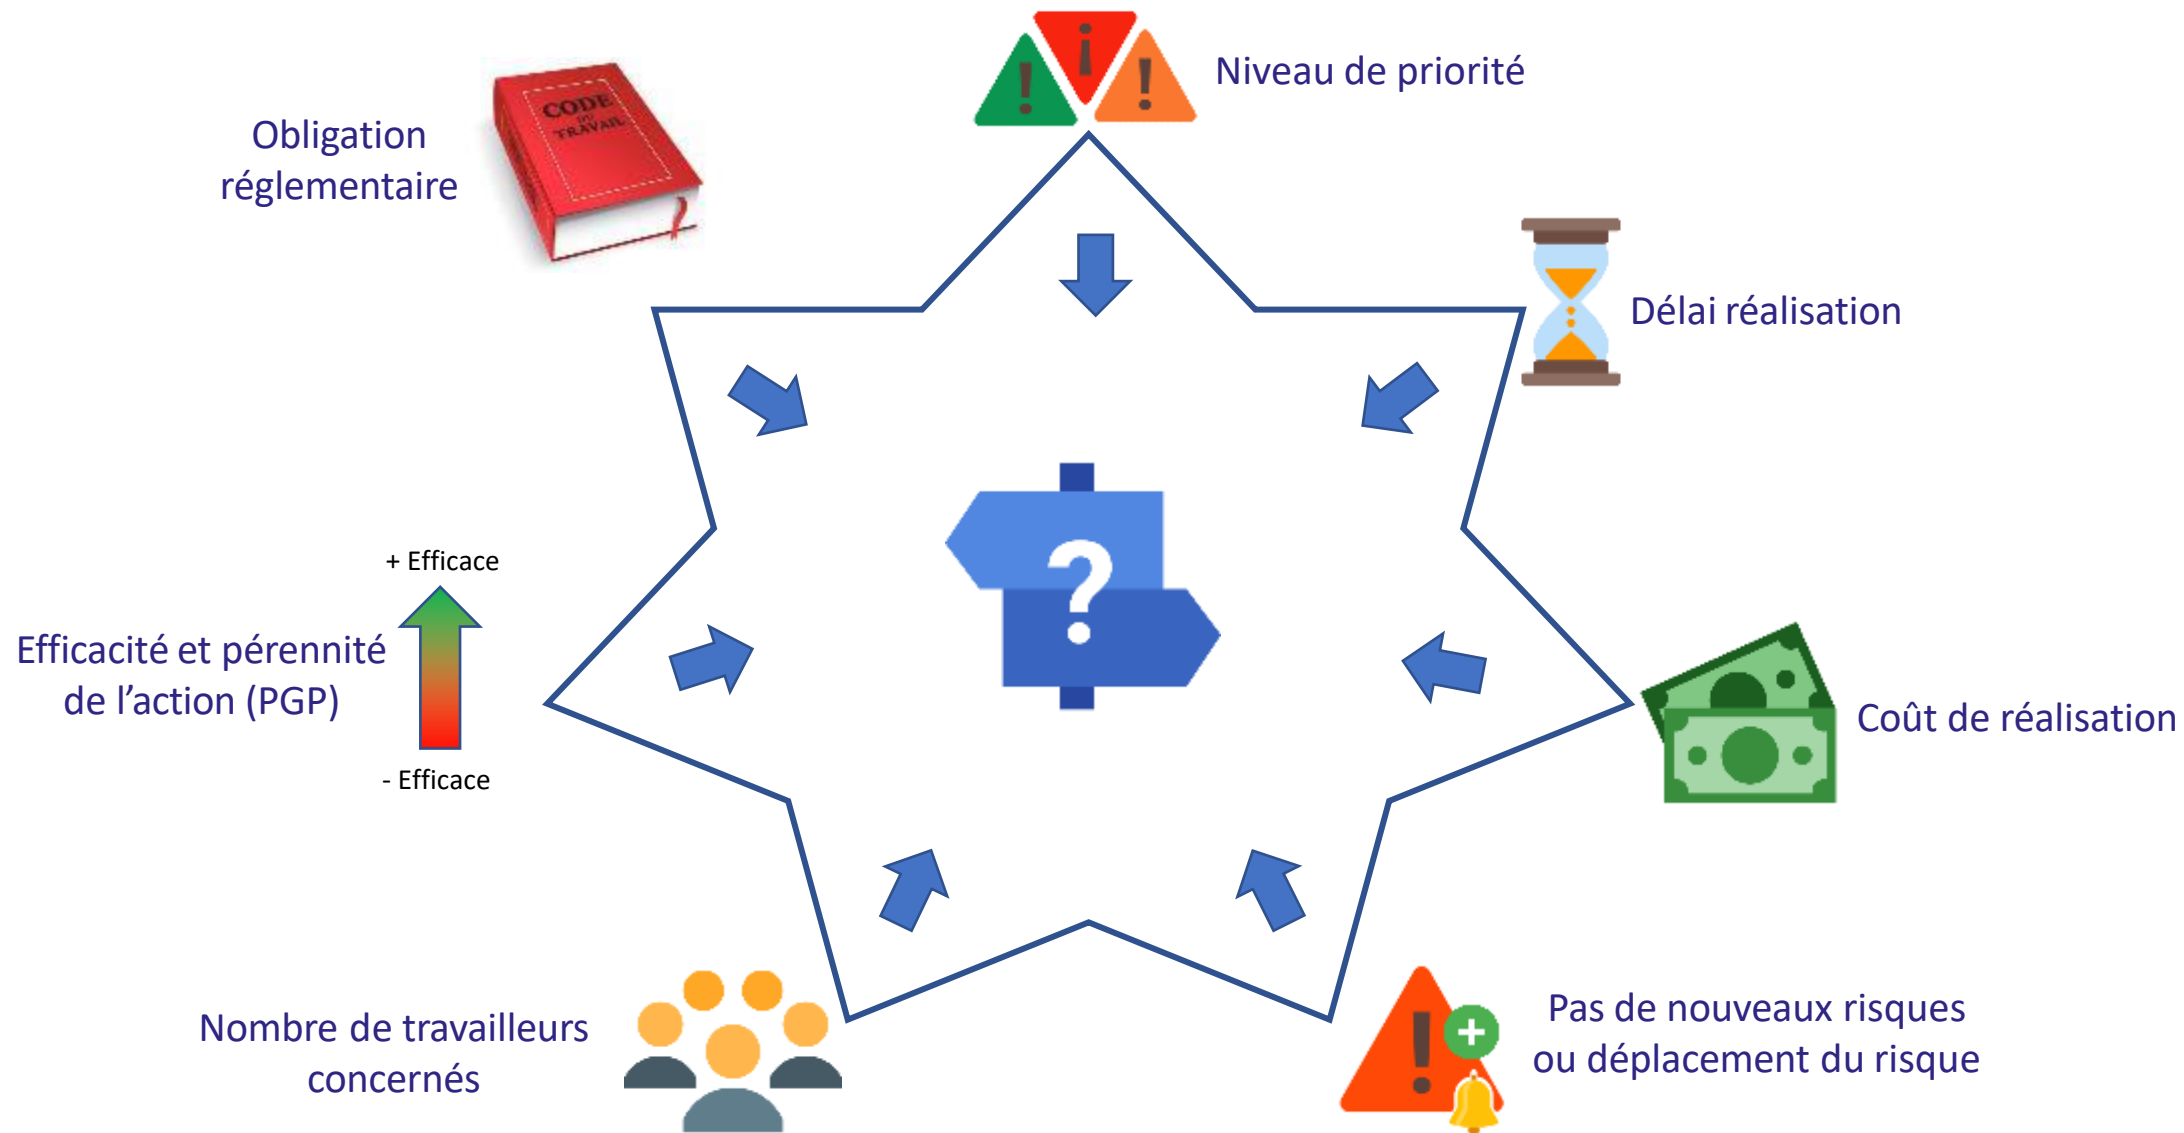 Niveau de priorité
Obligation
réglementaire
CODE
DU
TRAVAIL
Délai réalisation
+ Efficace
Efficacité et pérennité
de l’action (PGP)
- Efficace
?
Coût de réalisation
Nombre de travailleurs
concernés
Pas de nouveaux risques
ou déplacement du risque